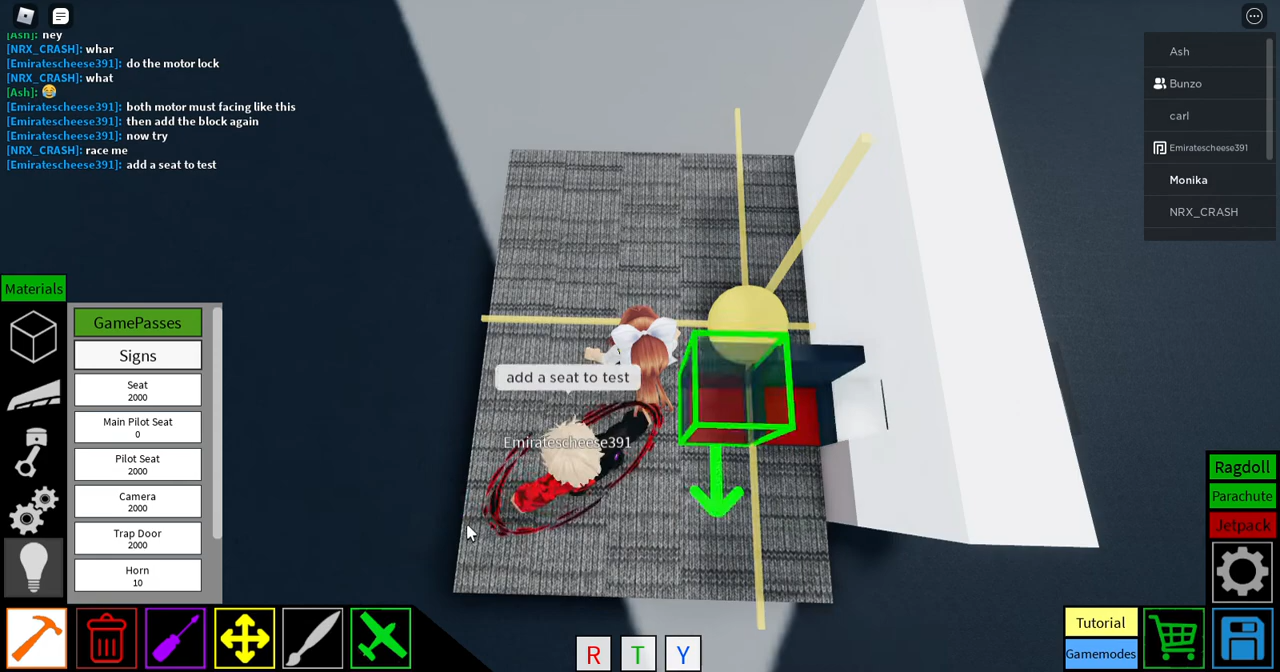 [Ash]: hey
[NRX_CRASH]: whar
[Emiratescheese391]: do the motor lock
[NRX_CRASH]: what
[Ash]: 😂
[Emiratescheese391]: both motor must facing like this
[Emiratescheese391]: then add the block again
[Emiratescheese391]: now try
[NRX_CRASH]: race me
[Emiratescheese391]: add a seat to test
Ash
Bunzo
carl
Emiratescheese391
Monika
NRX_CRASH
add a seat to test
Emiratescheese391
Materials
GamePasses
Signs
Seat
2000
Main Pilot Seat
0
Pilot Seat
2000
Camera
2000
Trap Door
2000
Horn
10
Ragdoll
Parachute
Jetpack
Tutorial
Gamemodes
R T Y